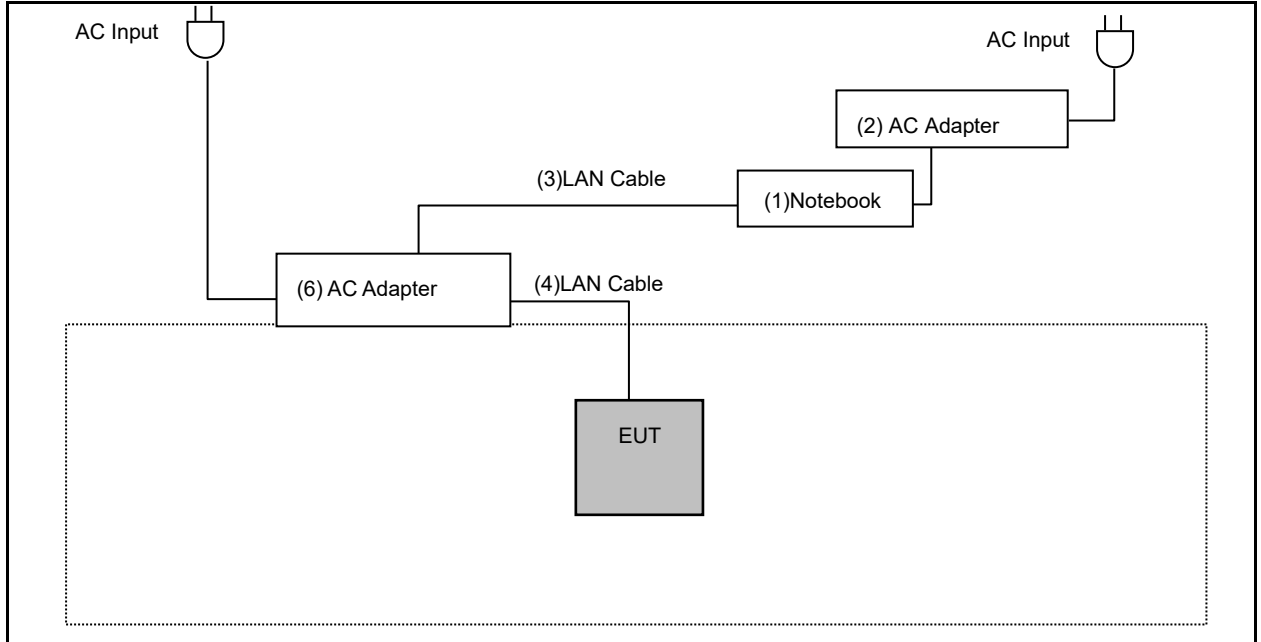 AC Input
AC Input
(2) AC Adapter
(3)LAN Cable
(1)Notebook
(6) AC Adapter
(4)LAN Cable
EUT